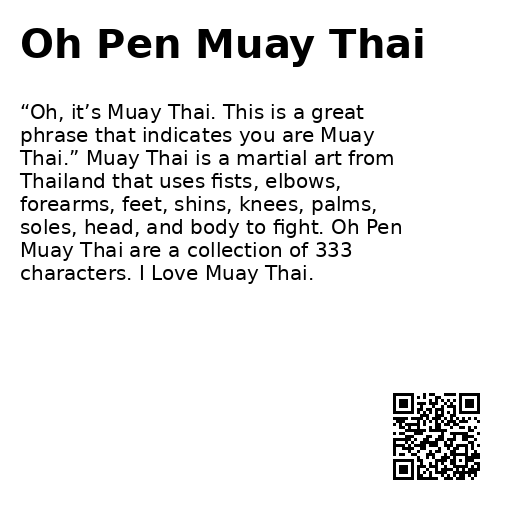 Oh Pen Muay Thai
“Oh, it’s Muay Thai. This is a great
phrase that indicates you are Muay
Thai.” Muay Thai is a martial art from
Thailand that uses fists, elbows,
forearms, feet, shins, knees, palms,
soles, head, and body to fight. Oh Pen
Muay Thai are a collection of 333
characters. I Love Muay Thai.